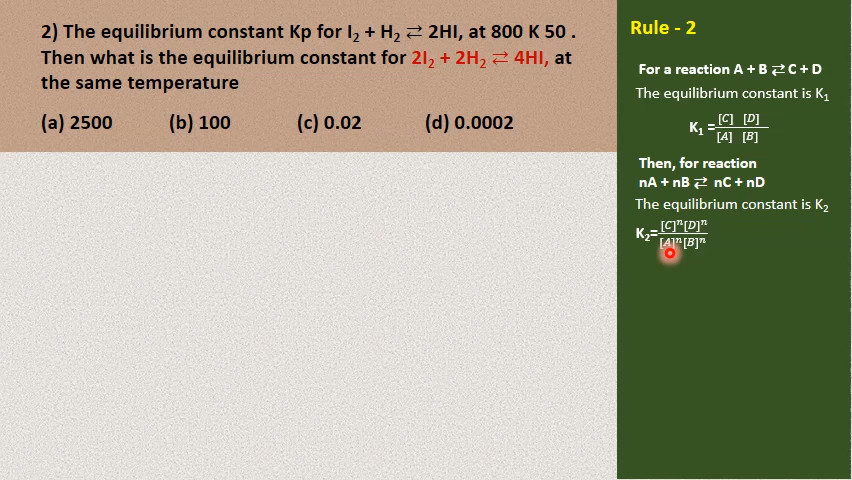 2) The equilibrium constant Kp for I₂ + H₂ ⇄ 2HI, at 800 K 50 .
Then what is the equilibrium constant for 2I₂ + 2H₂ ⇄ 4HI, at
the same temperature
(a) 2500 (b) 100 (c) 0.02 (d) 0.0002
Rule - 2
For a reaction A + B ⇄ C + D
The equilibrium constant is K₁
K₁ = [C] [D] / [A] [B]
Then, for reaction
nA + nB ⇄ nC + nD
The equilibrium constant is K₂
K₂= [C]ⁿ[D]ⁿ / [A]ⁿ[B]ⁿ